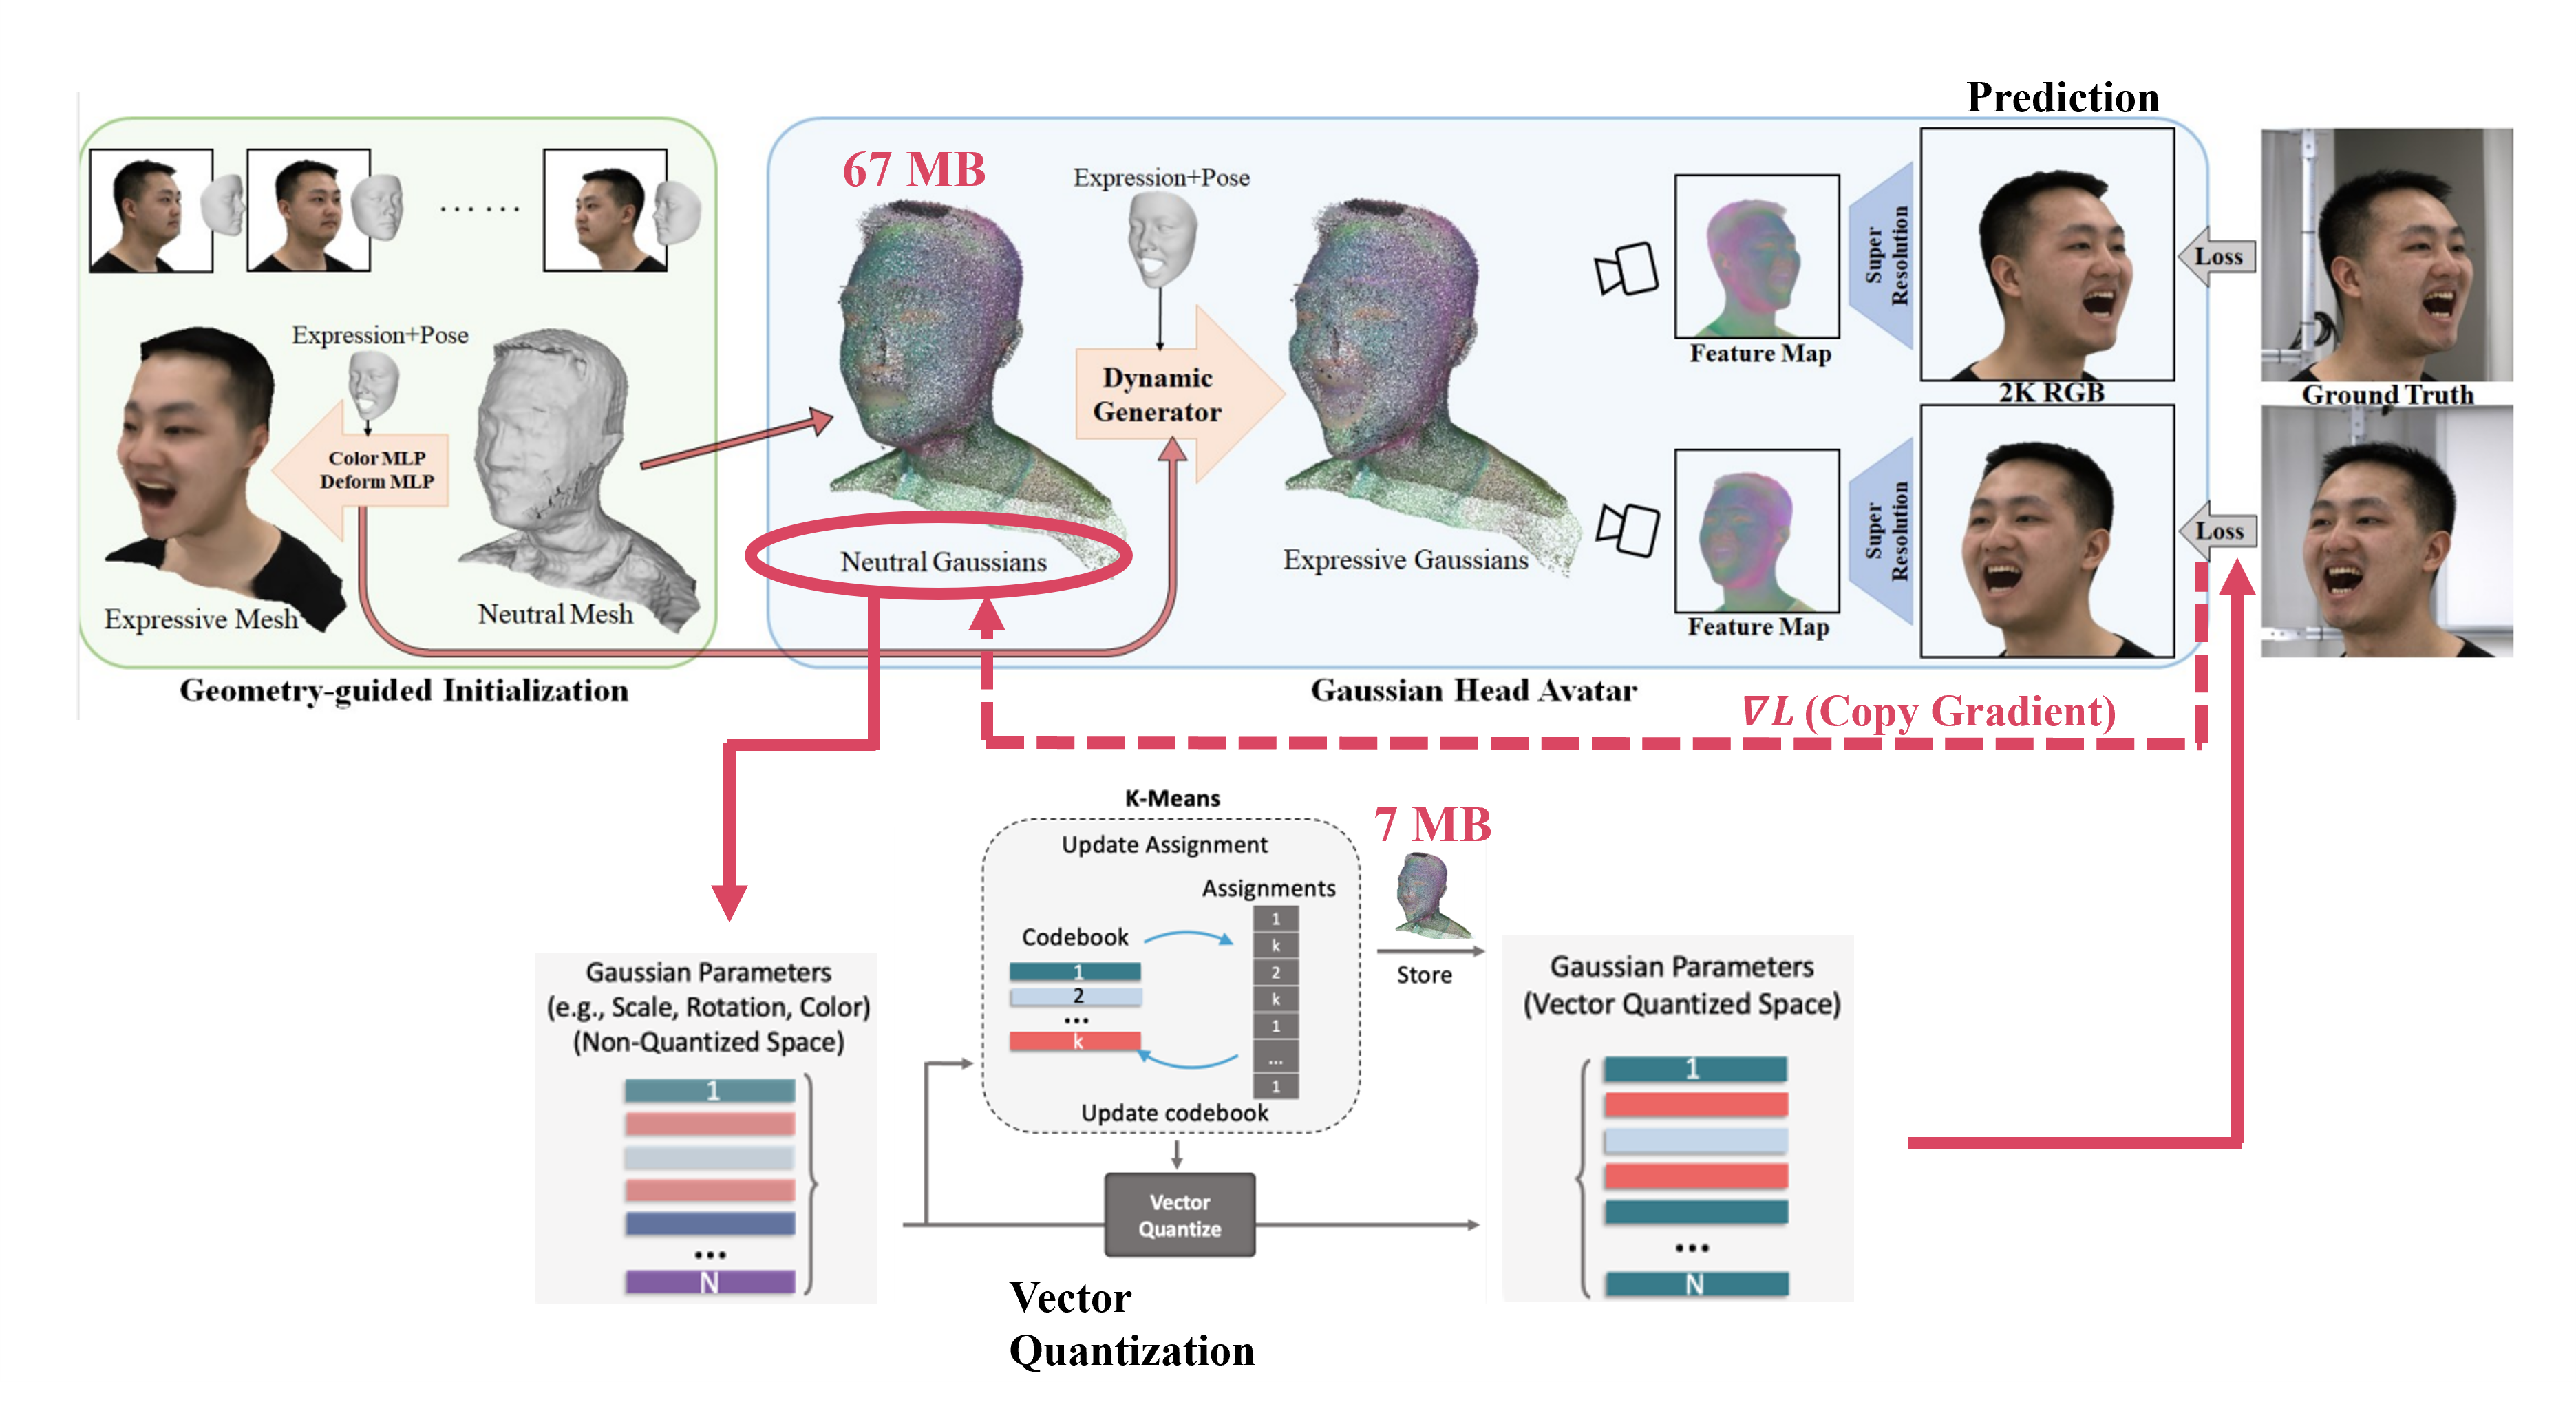 Prediction
67 MB
Expression+Pose
Super
Resolution
Loss
Feature Map
2K RGB
Ground Truth
Expression+Pose
Dynamic
Generator
Color MLP
Deform MLP
Super
Resolution
Loss
Neutral Gaussians
Expressive Gaussians
Expressive Mesh
Neutral Mesh
Feature Map
Geometry-guided Initialization
Gaussian Head Avatar
∇L (Copy Gradient)
K-Means
7 MB
Update Assignment
Assignments
1
k
2
k
1
...
1
Codebook
1
2
...
k
Update codebook
Store
Gaussian Parameters
(e.g., Scale, Rotation, Color)
(Non-Quantized Space)
1
...
N
Vector
Quantize
Gaussian Parameters
(Vector Quantized Space)
1
...
N
Vector
Quantization